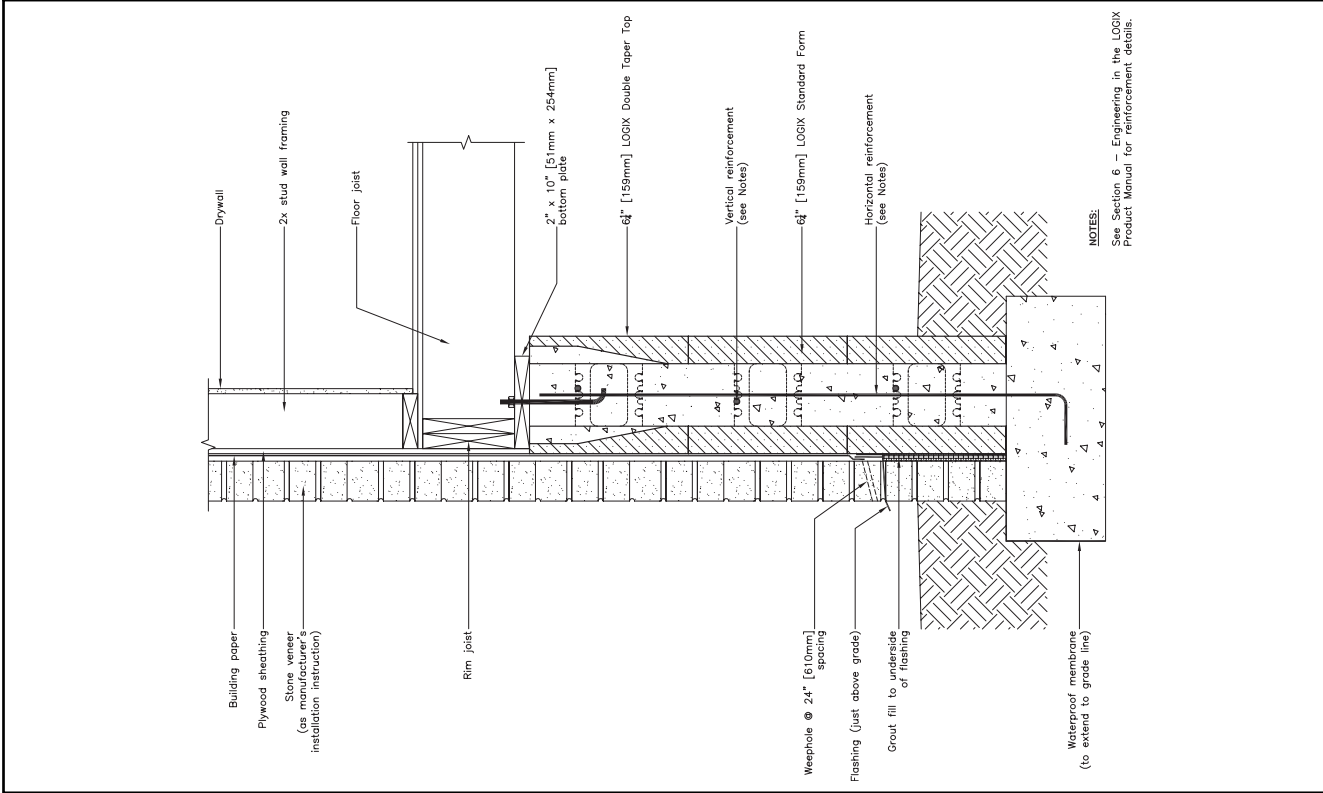 Drywall
2x stud wall framing
Floor joist
2" x 10" [51mm x 254mm]
bottom plate
6¼" [159mm] LOGIX Double Taper Top
Vertical reinforcement
(see Notes)
6¼" [159mm] LOGIX Standard Form
Horizontal reinforcement
(see Notes)
Building paper
Plywood sheathing
Stone veneer
(as manufacturer's
installation instruction)
Rim joist
Weephole @ 24" [610mm]
spacing
Flashing (just above grade)
Grout fill to underside
of flashing
Waterproof membrane
(to extend to grade line)
NOTES:
See Section 6 – Engineering in the LOGIX
Product Manual for reinforcement details.